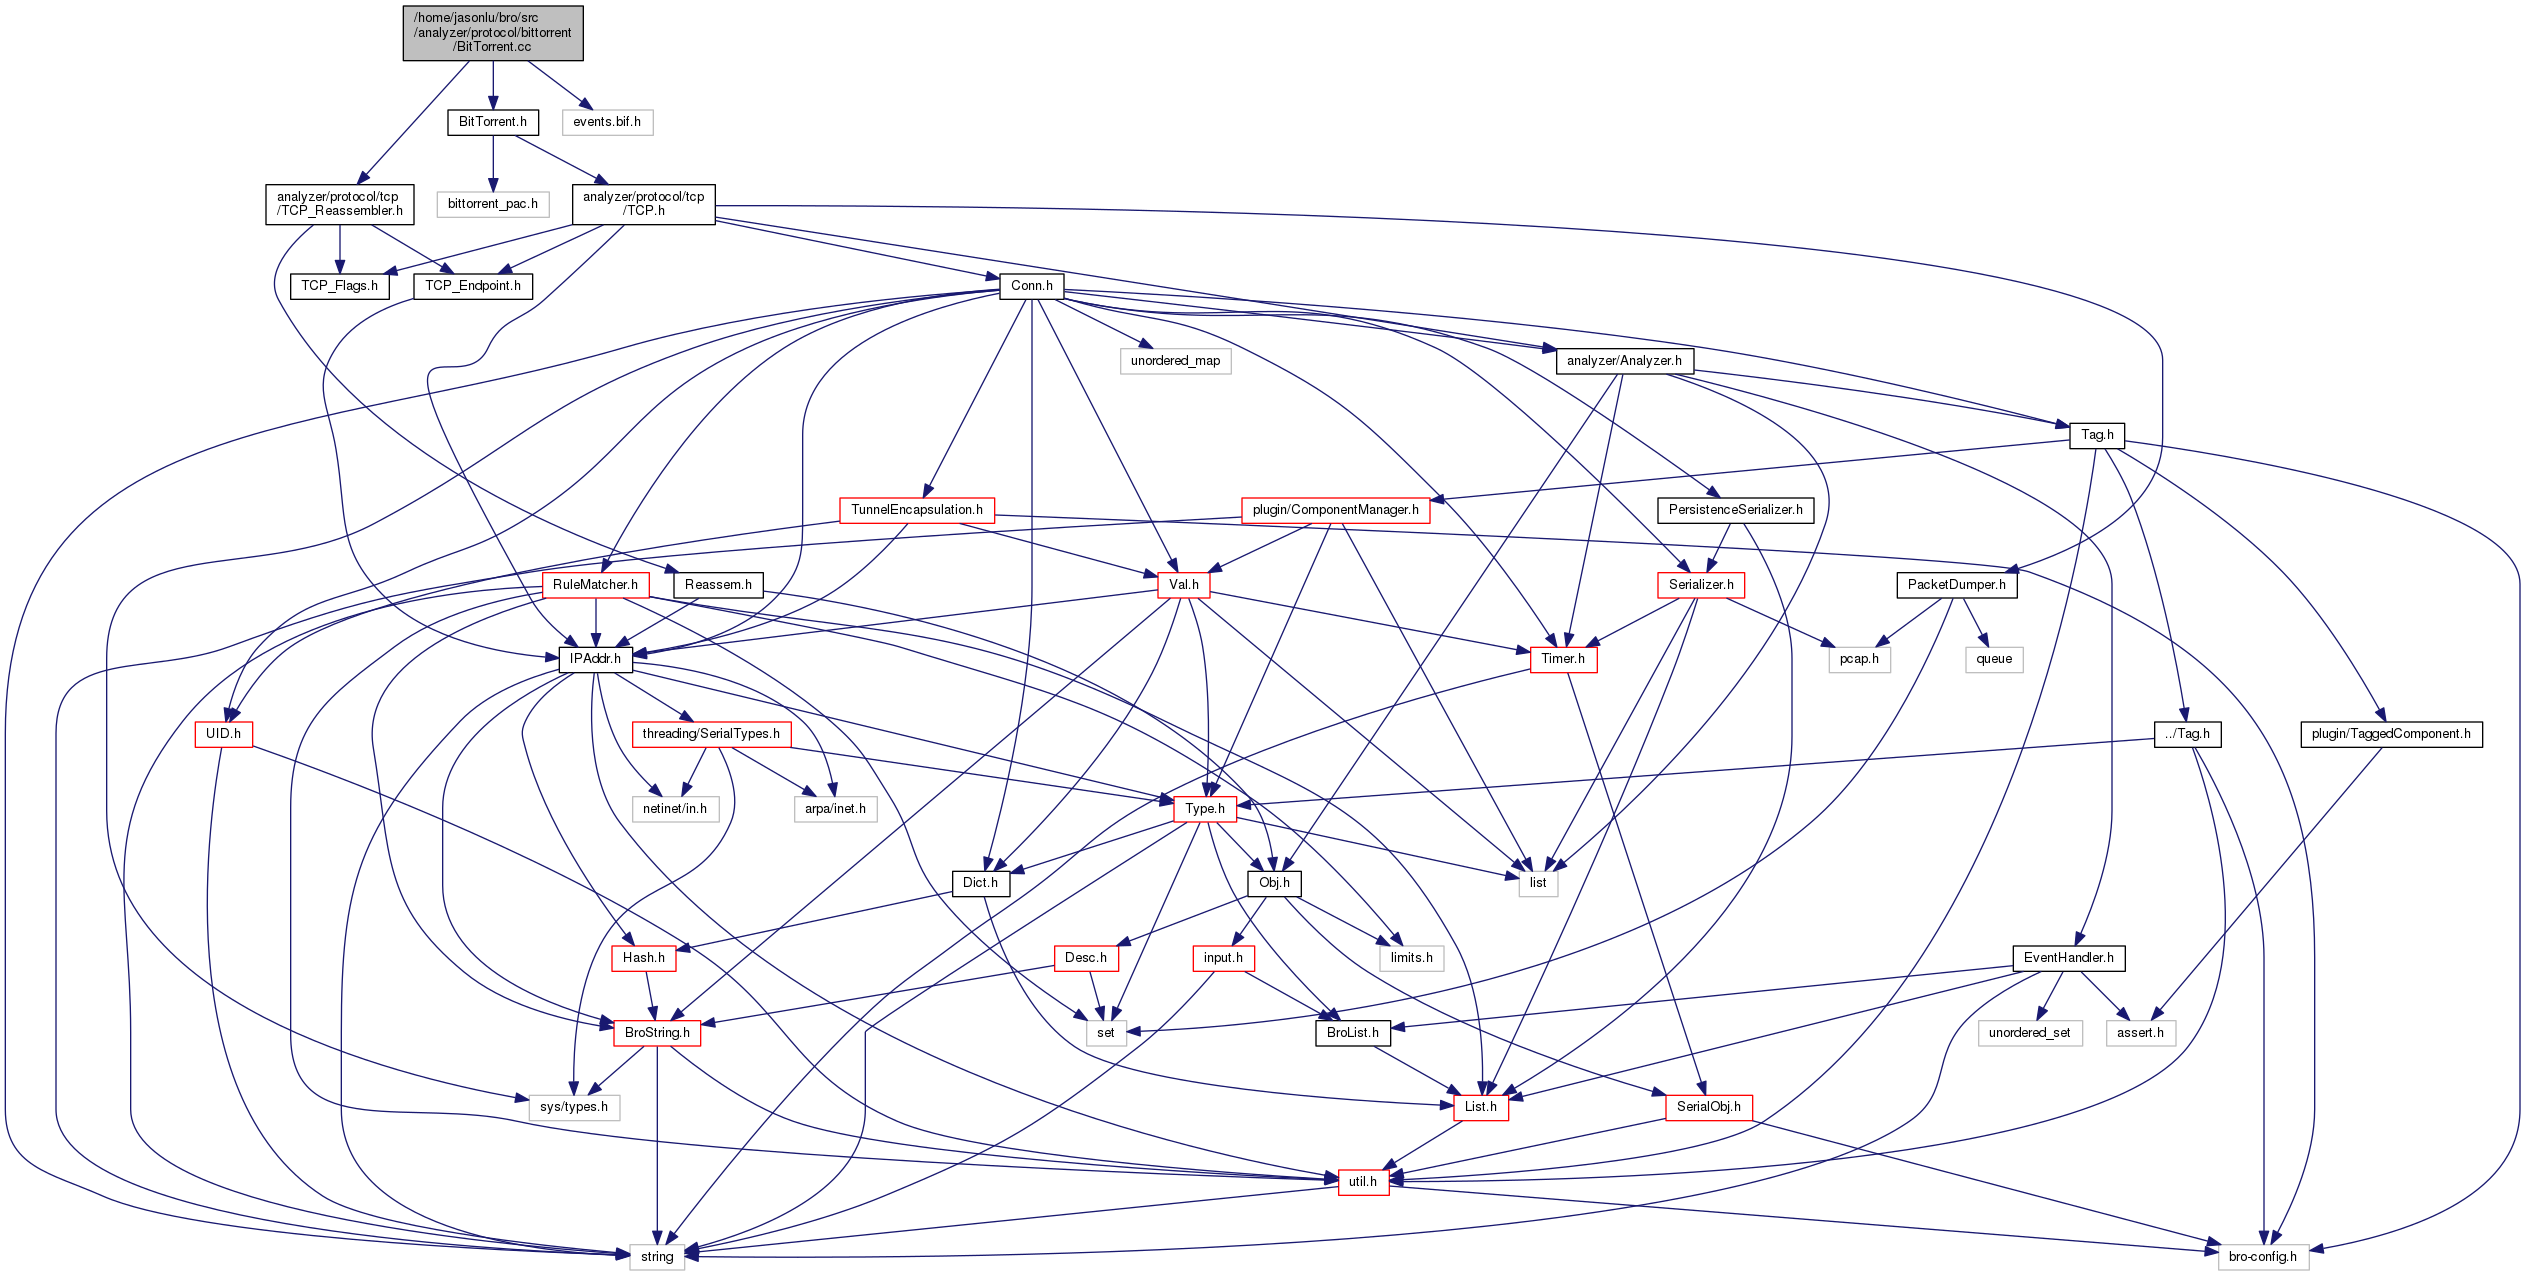 /home/jasonlu/bro/src
/analyzer/protocol/bittorrent
/BitTorrent.cc
BitTorrent.h
events.bif.h
analyzer/protocol/tcp
/TCP_Reassembler.h
bittorrent_pac.h
analyzer/protocol/tcp
/TCP.h
TCP_Flags.h
TCP_Endpoint.h
Conn.h
unordered_map
analyzer/Analyzer.h
Tag.h
TunnelEncapsulation.h
plugin/ComponentManager.h
PersistenceSerializer.h
RuleMatcher.h
Reassem.h
Val.h
Serializer.h
PacketDumper.h
IPAddr.h
Timer.h
pcap.h
queue
UID.h
threading/SerialTypes.h
../Tag.h
plugin/TaggedComponent.h
netinet/in.h
arpa/inet.h
Type.h
Dict.h
Obj.h
list
Hash.h
Desc.h
input.h
limits.h
EventHandler.h
BroString.h
set
BroList.h
unordered_set
assert.h
sys/types.h
List.h
SerialObj.h
util.h
string
bro-config.h